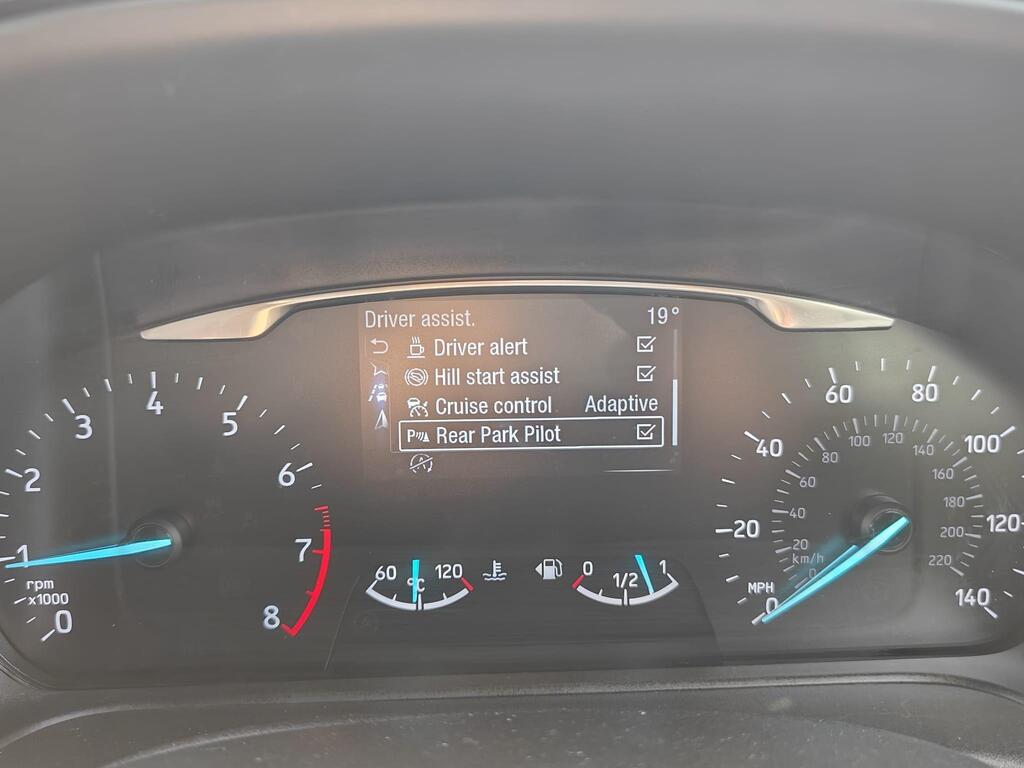 Driver assist. 19°
Driver alert
Hill start assist
Cruise control Adaptive
P Rear Park Pilot
0 1 2 3 4 5 6 7 8
rpm
x1000
60 °C 120
0 1/2 1
0 20 40 60 80 100 120 140
MPH
0 20 40 60 80 100 120 140 160 180 200 220
km/h